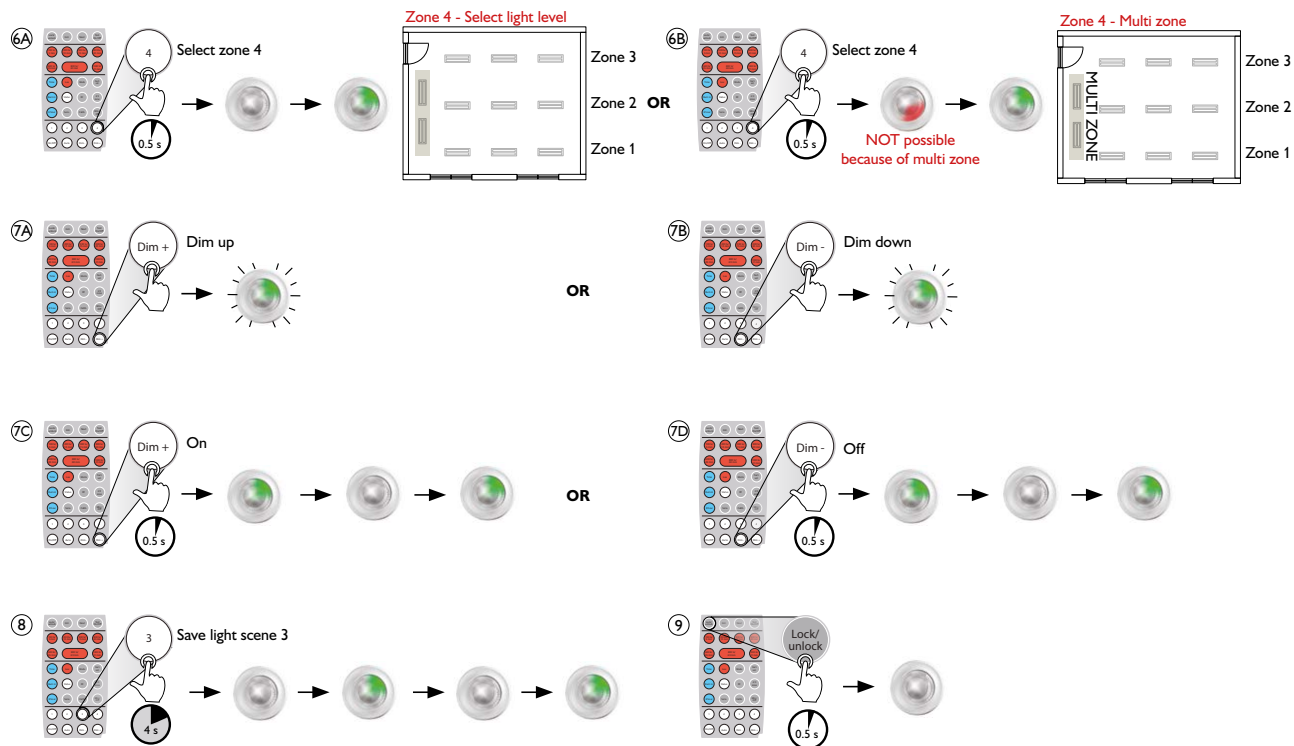 Zone 4 - Select light level
6A
4
Select zone 4
0.5 s
Zone 3
Zone 2
Zone 1
OR
Zone 4 - Multi zone
6B
4
Select zone 4
0.5 s
NOT possible
because of multi zone
MULTI ZONE
Zone 3
Zone 2
Zone 1
7A
Dim +
Dim up
OR
7B
Dim -
Dim down
7C
Dim +
On
0.5 s
OR
7D
Dim -
Off
0.5 s
8
3
Save light scene 3
4 s
9
Lock/
unlock
0.5 s